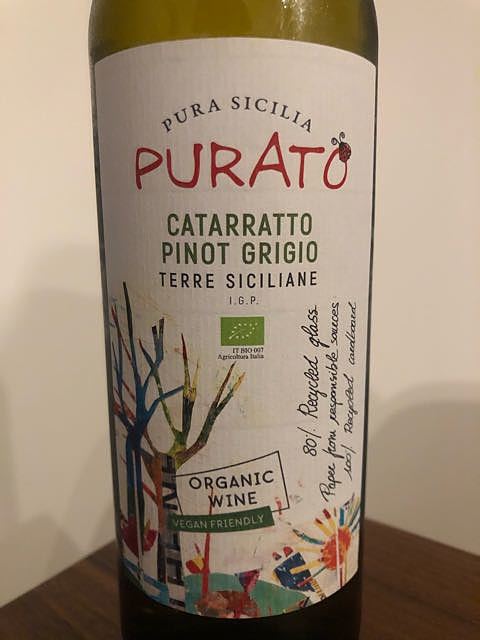 PURA SICILIA
PURATO
CATARRATTO
PINOT GRIGIO
TERRE SICILIANE
I.G.P.
IT BIO 007
Agricoltura Italia
80% Recycled glass
Paper from responsible sources
100% Recycled cardboard
ORGANIC
WINE
VEGAN FRIENDLY